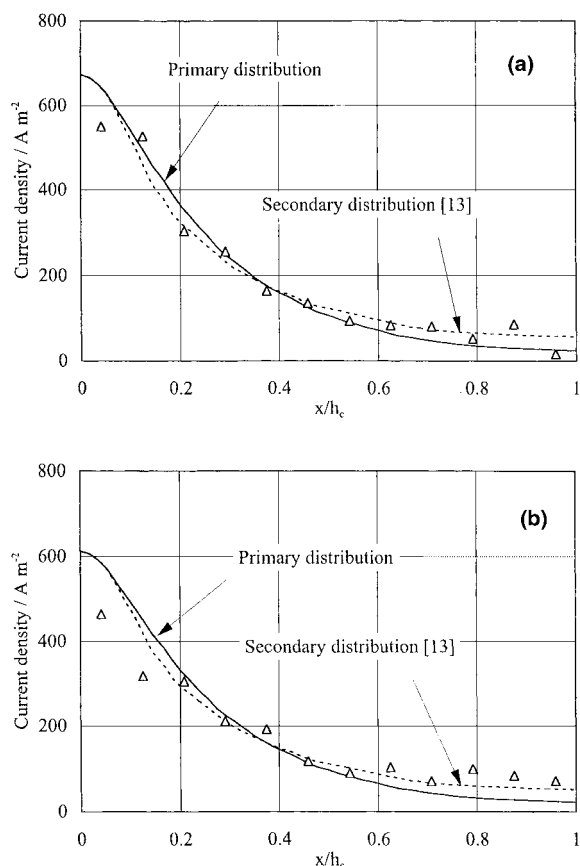 800
(a)
Primary distribution
600
Current density / A m⁻²
400
Secondary distribution [13]
200
0
0 0.2 0.4 0.6 0.8 1
x/h_c
800
(b)
600
Primary distribution
Current density / A m⁻²
400
Secondary distribution [13]
200
0
0 0.2 0.4 0.6 0.8 1
x/h_c